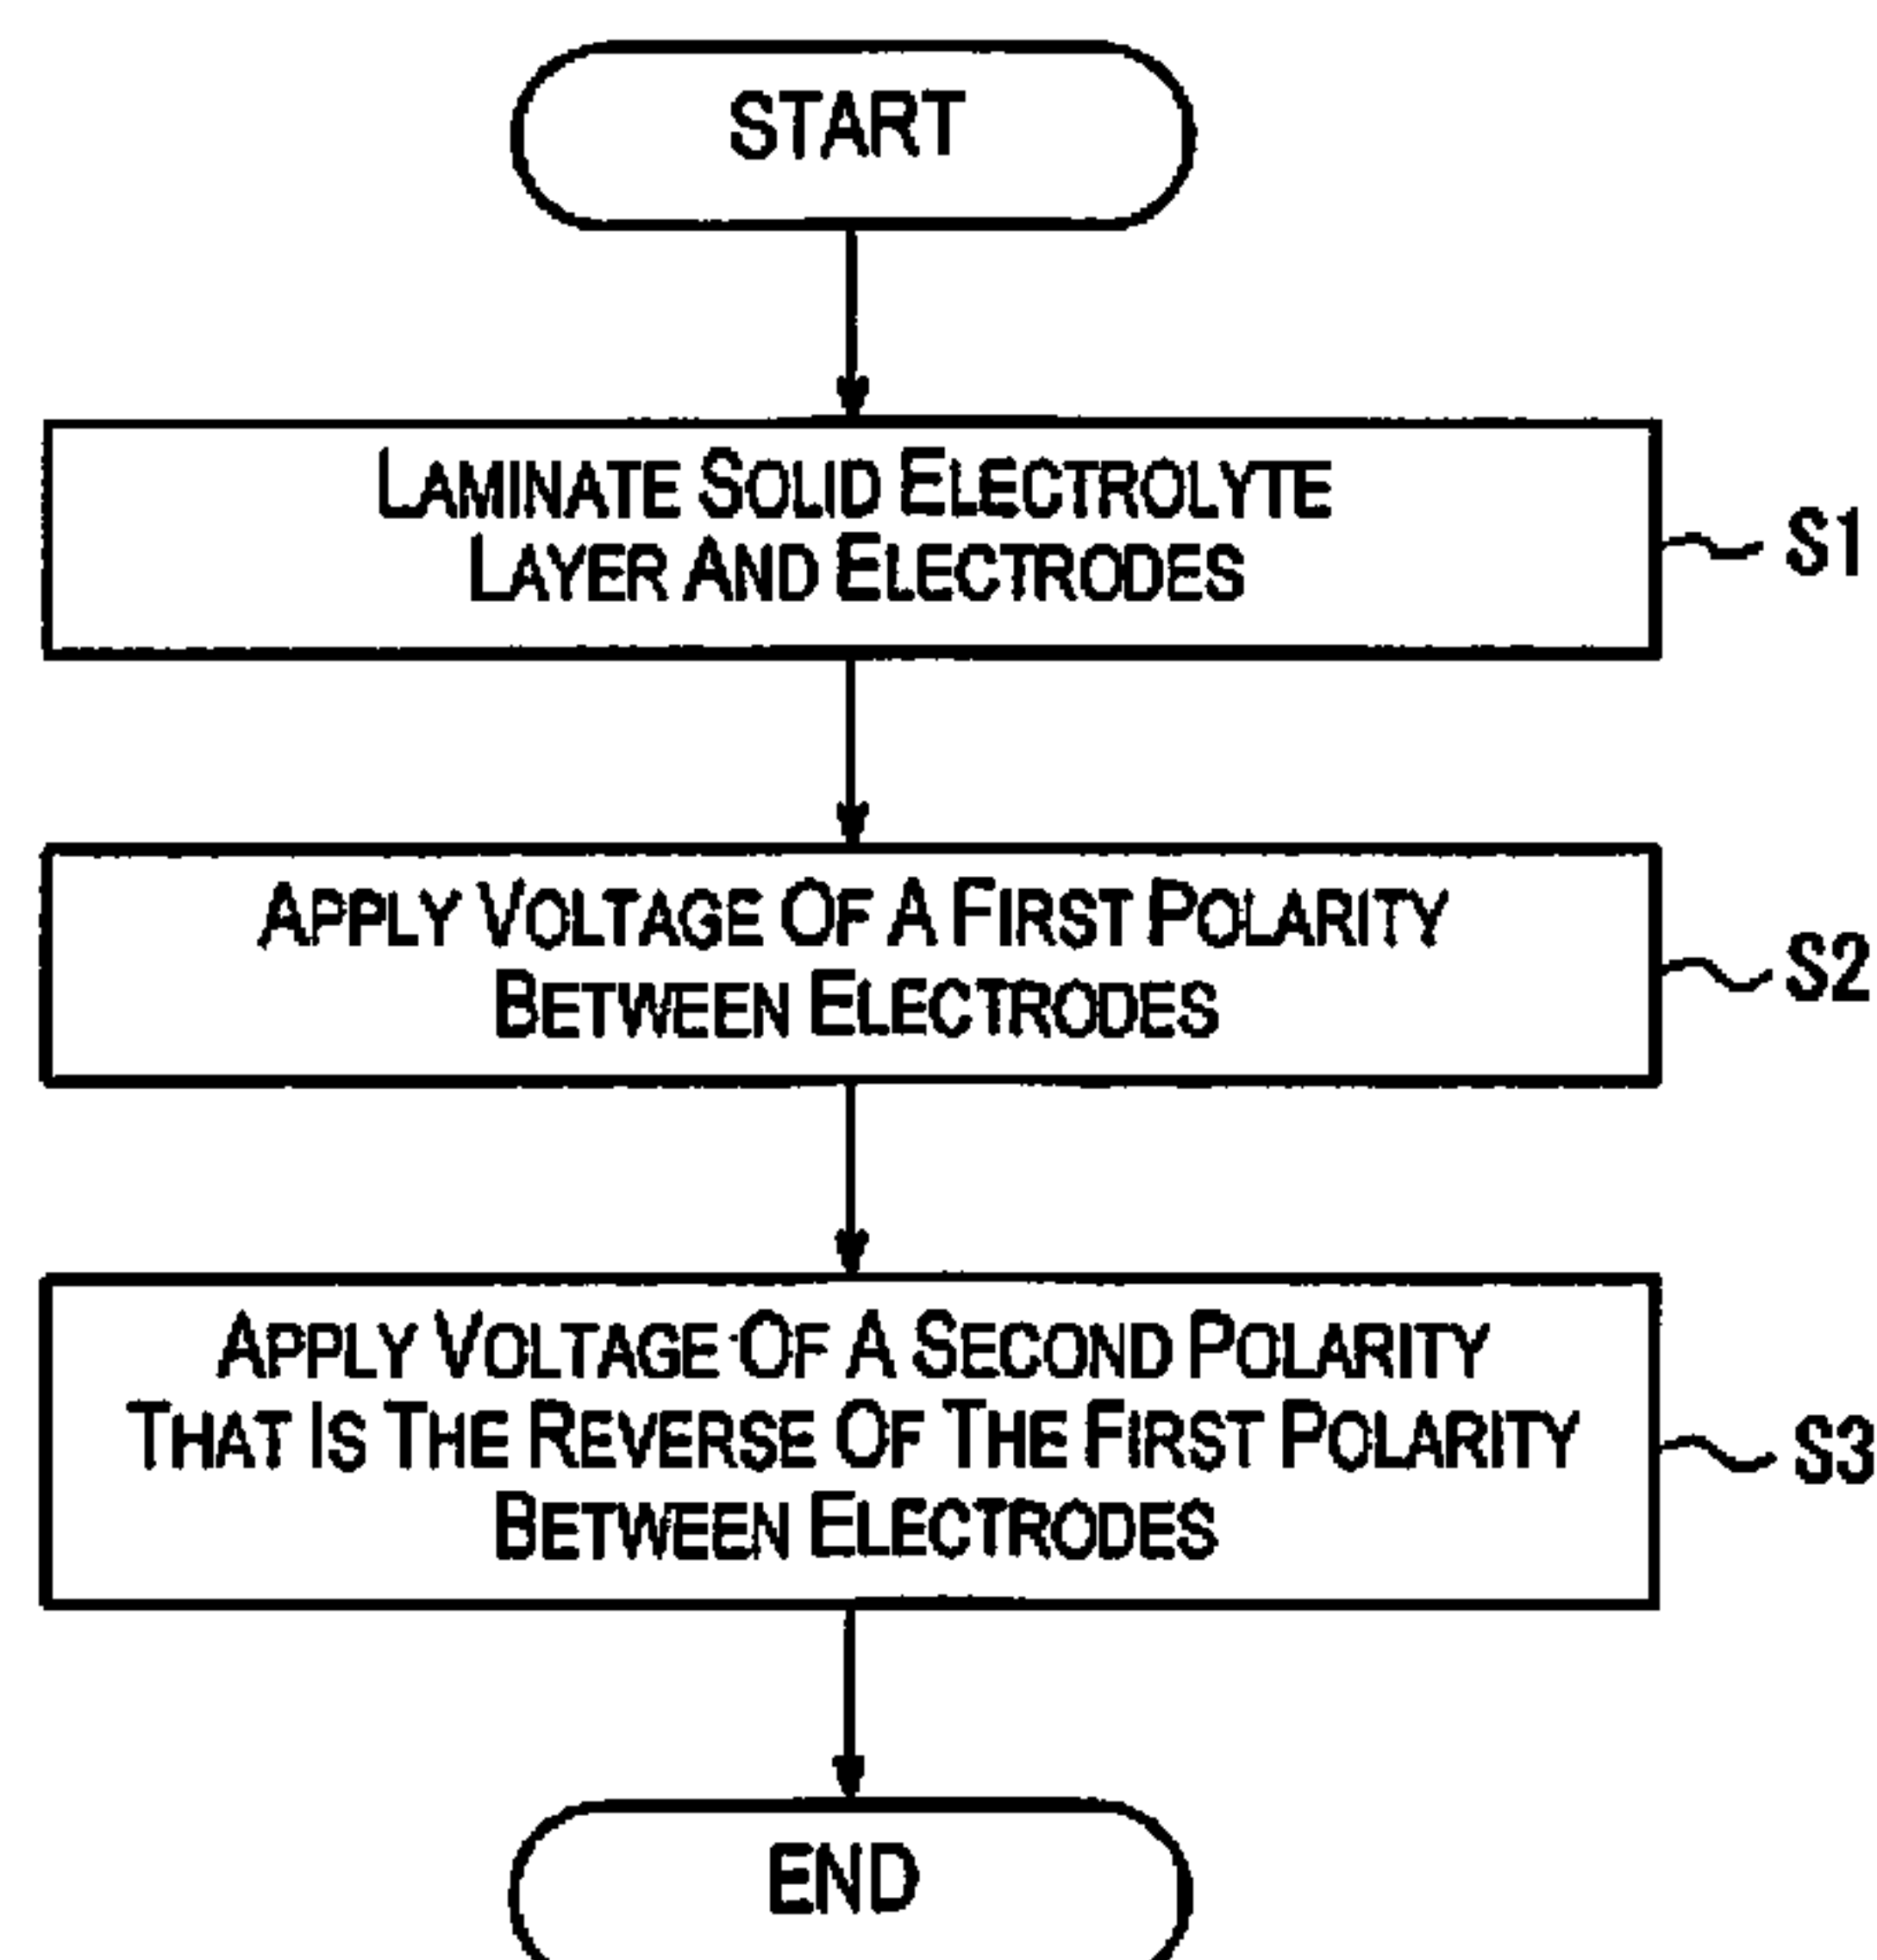 START
LAMINATE SOLID ELECTROLYTE
LAYER AND ELECTRODES
S1
APPLY VOLTAGE OF A FIRST POLARITY
BETWEEN ELECTRODES
S2
APPLY VOLTAGE OF A SECOND POLARITY
THAT IS THE REVERSE OF THE FIRST POLARITY
BETWEEN ELECTRODES
S3
END